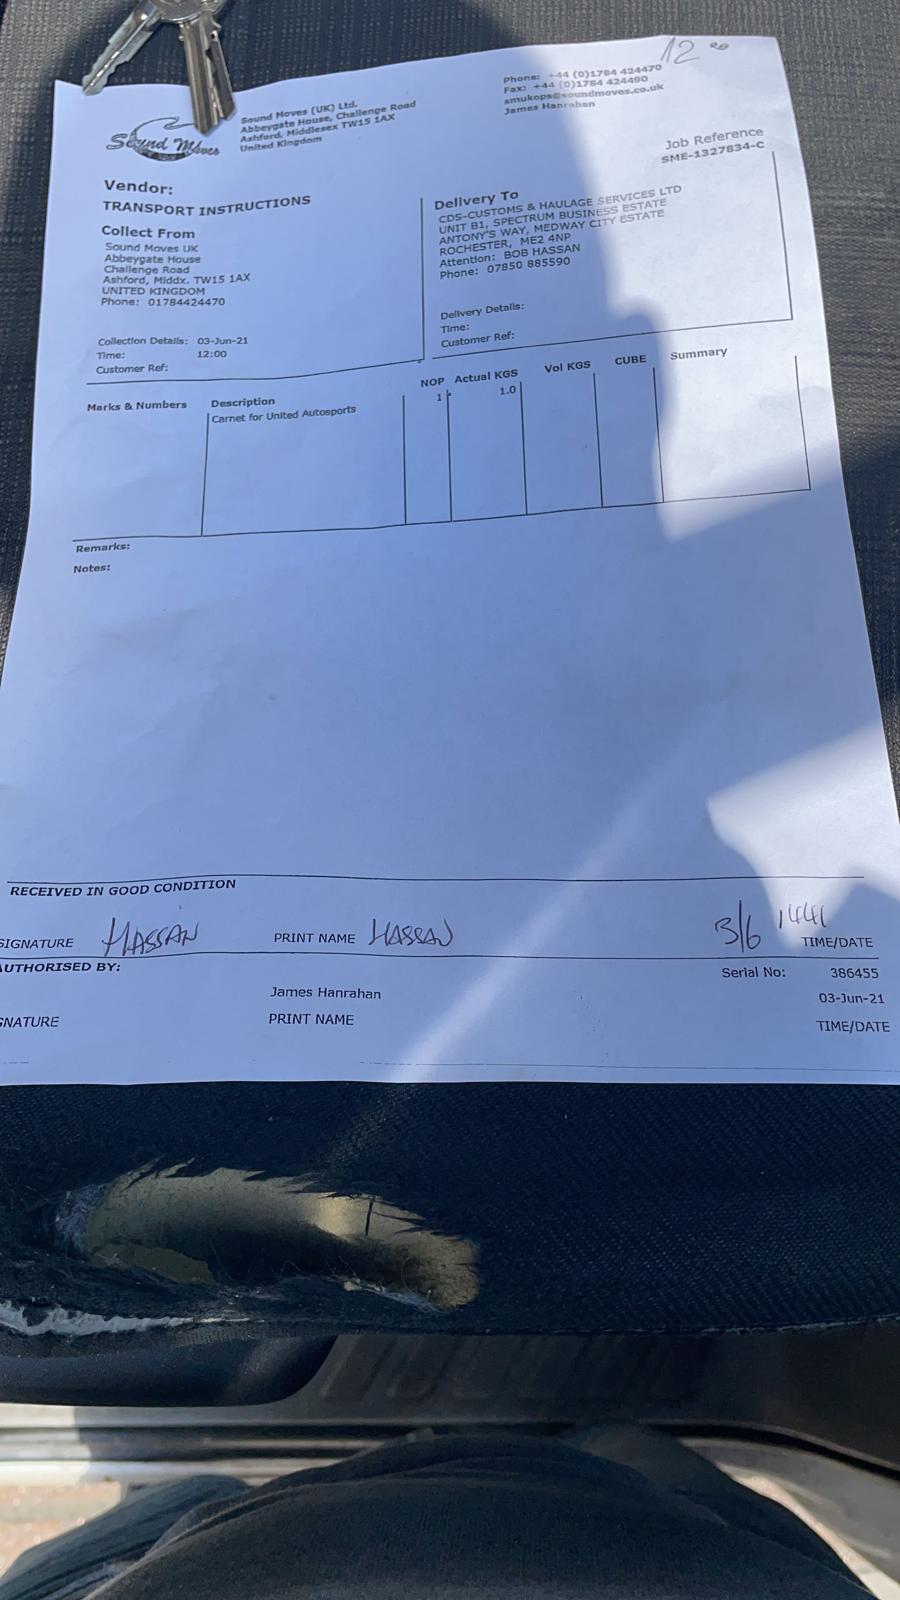 12 00
Sound Moves
Sound Moves (UK) Ltd.
Abbeygate House, Challenge Road
Ashford, Middlesex TW15 1AX
United Kingdom
Phone: +44 (0)1784 424470
Fax: +44 (0)1784 424490
smukops@soundmoves.co.uk
James Hanrahan
Job Reference
SME-1327834-C
Vendor:
TRANSPORT INSTRUCTIONS
Collect From
Sound Moves UK
Abbeygate House
Challenge Road
Ashford, Middx. TW15 1AX
UNITED KINGDOM
Phone: 01784424470
Collection Details: 03-Jun-21
Time: 12:00
Customer Ref:
Delivery To
CDS-CUSTOMS & HAULAGE SERVICES LTD
UNIT B1, SPECTRUM BUSINESS ESTATE
ANTONY'S WAY, MEDWAY CITY ESTATE
ROCHESTER, ME2 4NP
Attention: BOB HASSAN
Phone: 07850 885590
Delivery Details:
Time:
Customer Ref:
Marks & Numbers Description NOP Actual KGS Vol KGS CUBE Summary
Carnet for United Autosports 1 1.0
Remarks:
Notes:
RECEIVED IN GOOD CONDITION
SIGNATURE HASSAN PRINT NAME HASSAN 3/6 1441 TIME/DATE
AUTHORISED BY: Serial No: 386455
James Hanrahan 03-Jun-21
GNATURE PRINT NAME TIME/DATE